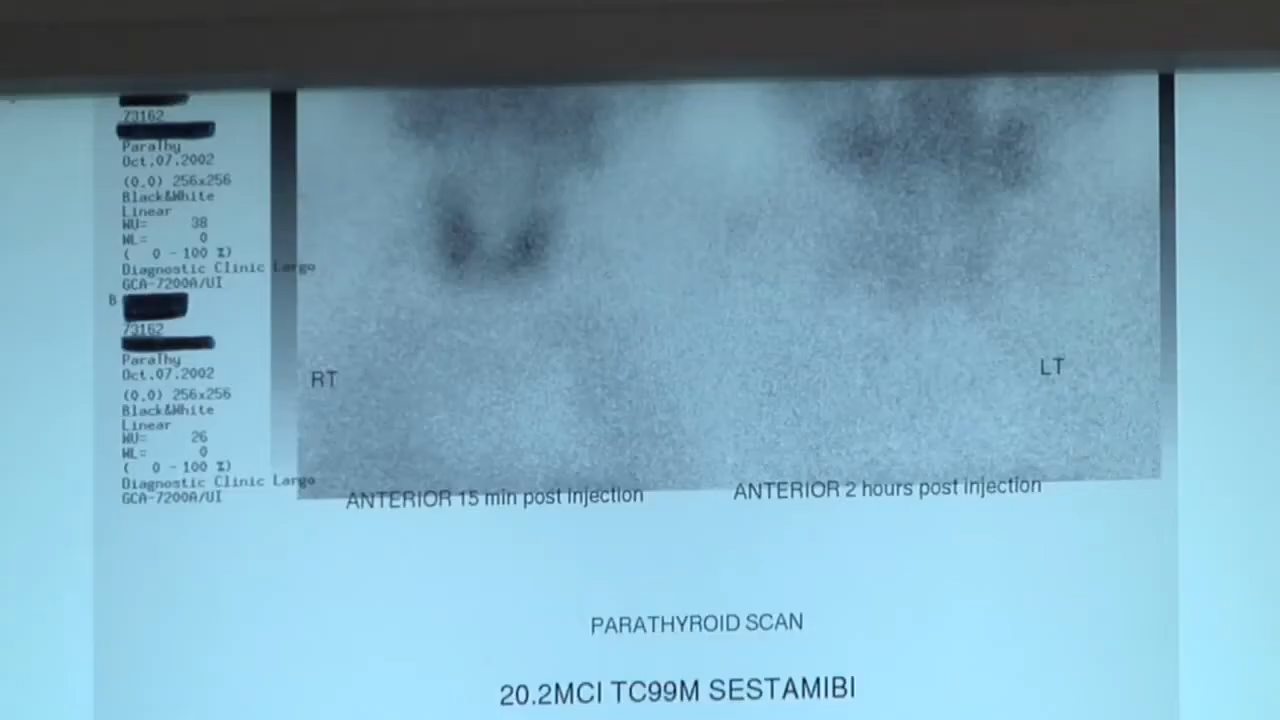 73162
ParaThy
Oct.07.2002
(0.0) 256x256
Black&White
Linear
WU= 38
WL= 0
( 0 - 100 %)
Diagnostic Clinic Largo
GCA-7200A/UI
B
73162
ParaThy
Oct.07.2002
(0.0) 256x256
Black&White
Linear
WU= 26
WL= 0
( 0 - 100 %)
Diagnostic Clinic Largo
GCA-7200A/UI
RT
LT
ANTERIOR 15 min post injection
ANTERIOR 2 hours post injection
PARATHYROID SCAN
20.2MCI TC99M SESTAMIBI